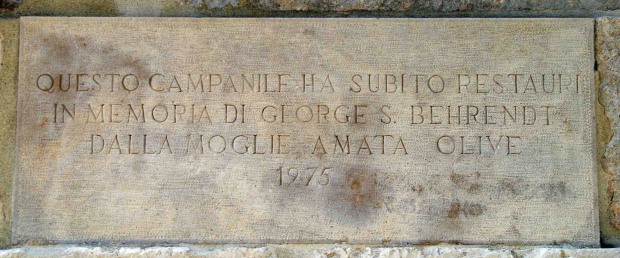 QUESTO CAMPANILE HA SUBITO RESTAURI
IN MEMORIA DI GEORGE S. BEHRENDT
DALLA MOGLIE AMATA OLIVE
1975